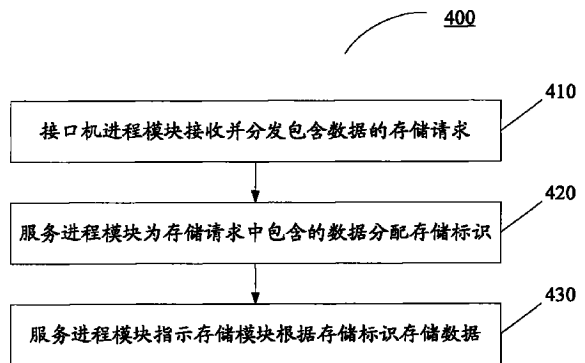 400
410
接口机进程模块接收并分发包含数据的存储请求
420
服务进程模块为存储请求中包含的数据分配存储标识
430
服务进程模块指示存储模块根据存储标识存储数据